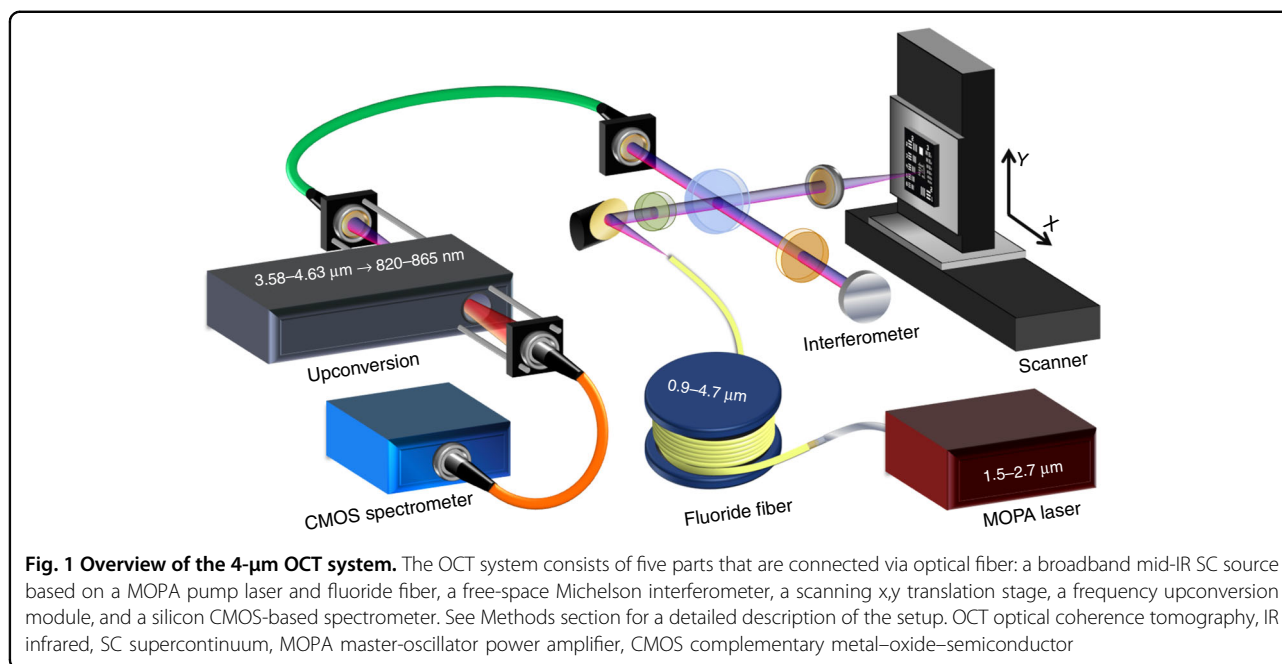 3.58–4.63 μm → 820–865 nm
Upconversion
CMOS spectrometer
0.9–4.7 μm
Fluoride fiber
Interferometer
Y
X
Scanner
1.5–2.7 μm
MOPA laser
Fig. 1 Overview of the 4-μm OCT system. The OCT system consists of five parts that are connected via optical fiber: a broadband mid-IR SC source
based on a MOPA pump laser and fluoride fiber, a free-space Michelson interferometer, a scanning x,y translation stage, a frequency upconversion
module, and a silicon CMOS-based spectrometer. See Methods section for a detailed description of the setup. OCT optical coherence tomography, IR
infrared, SC supercontinuum, MOPA master-oscillator power amplifier, CMOS complementary metal–oxide–semiconductor